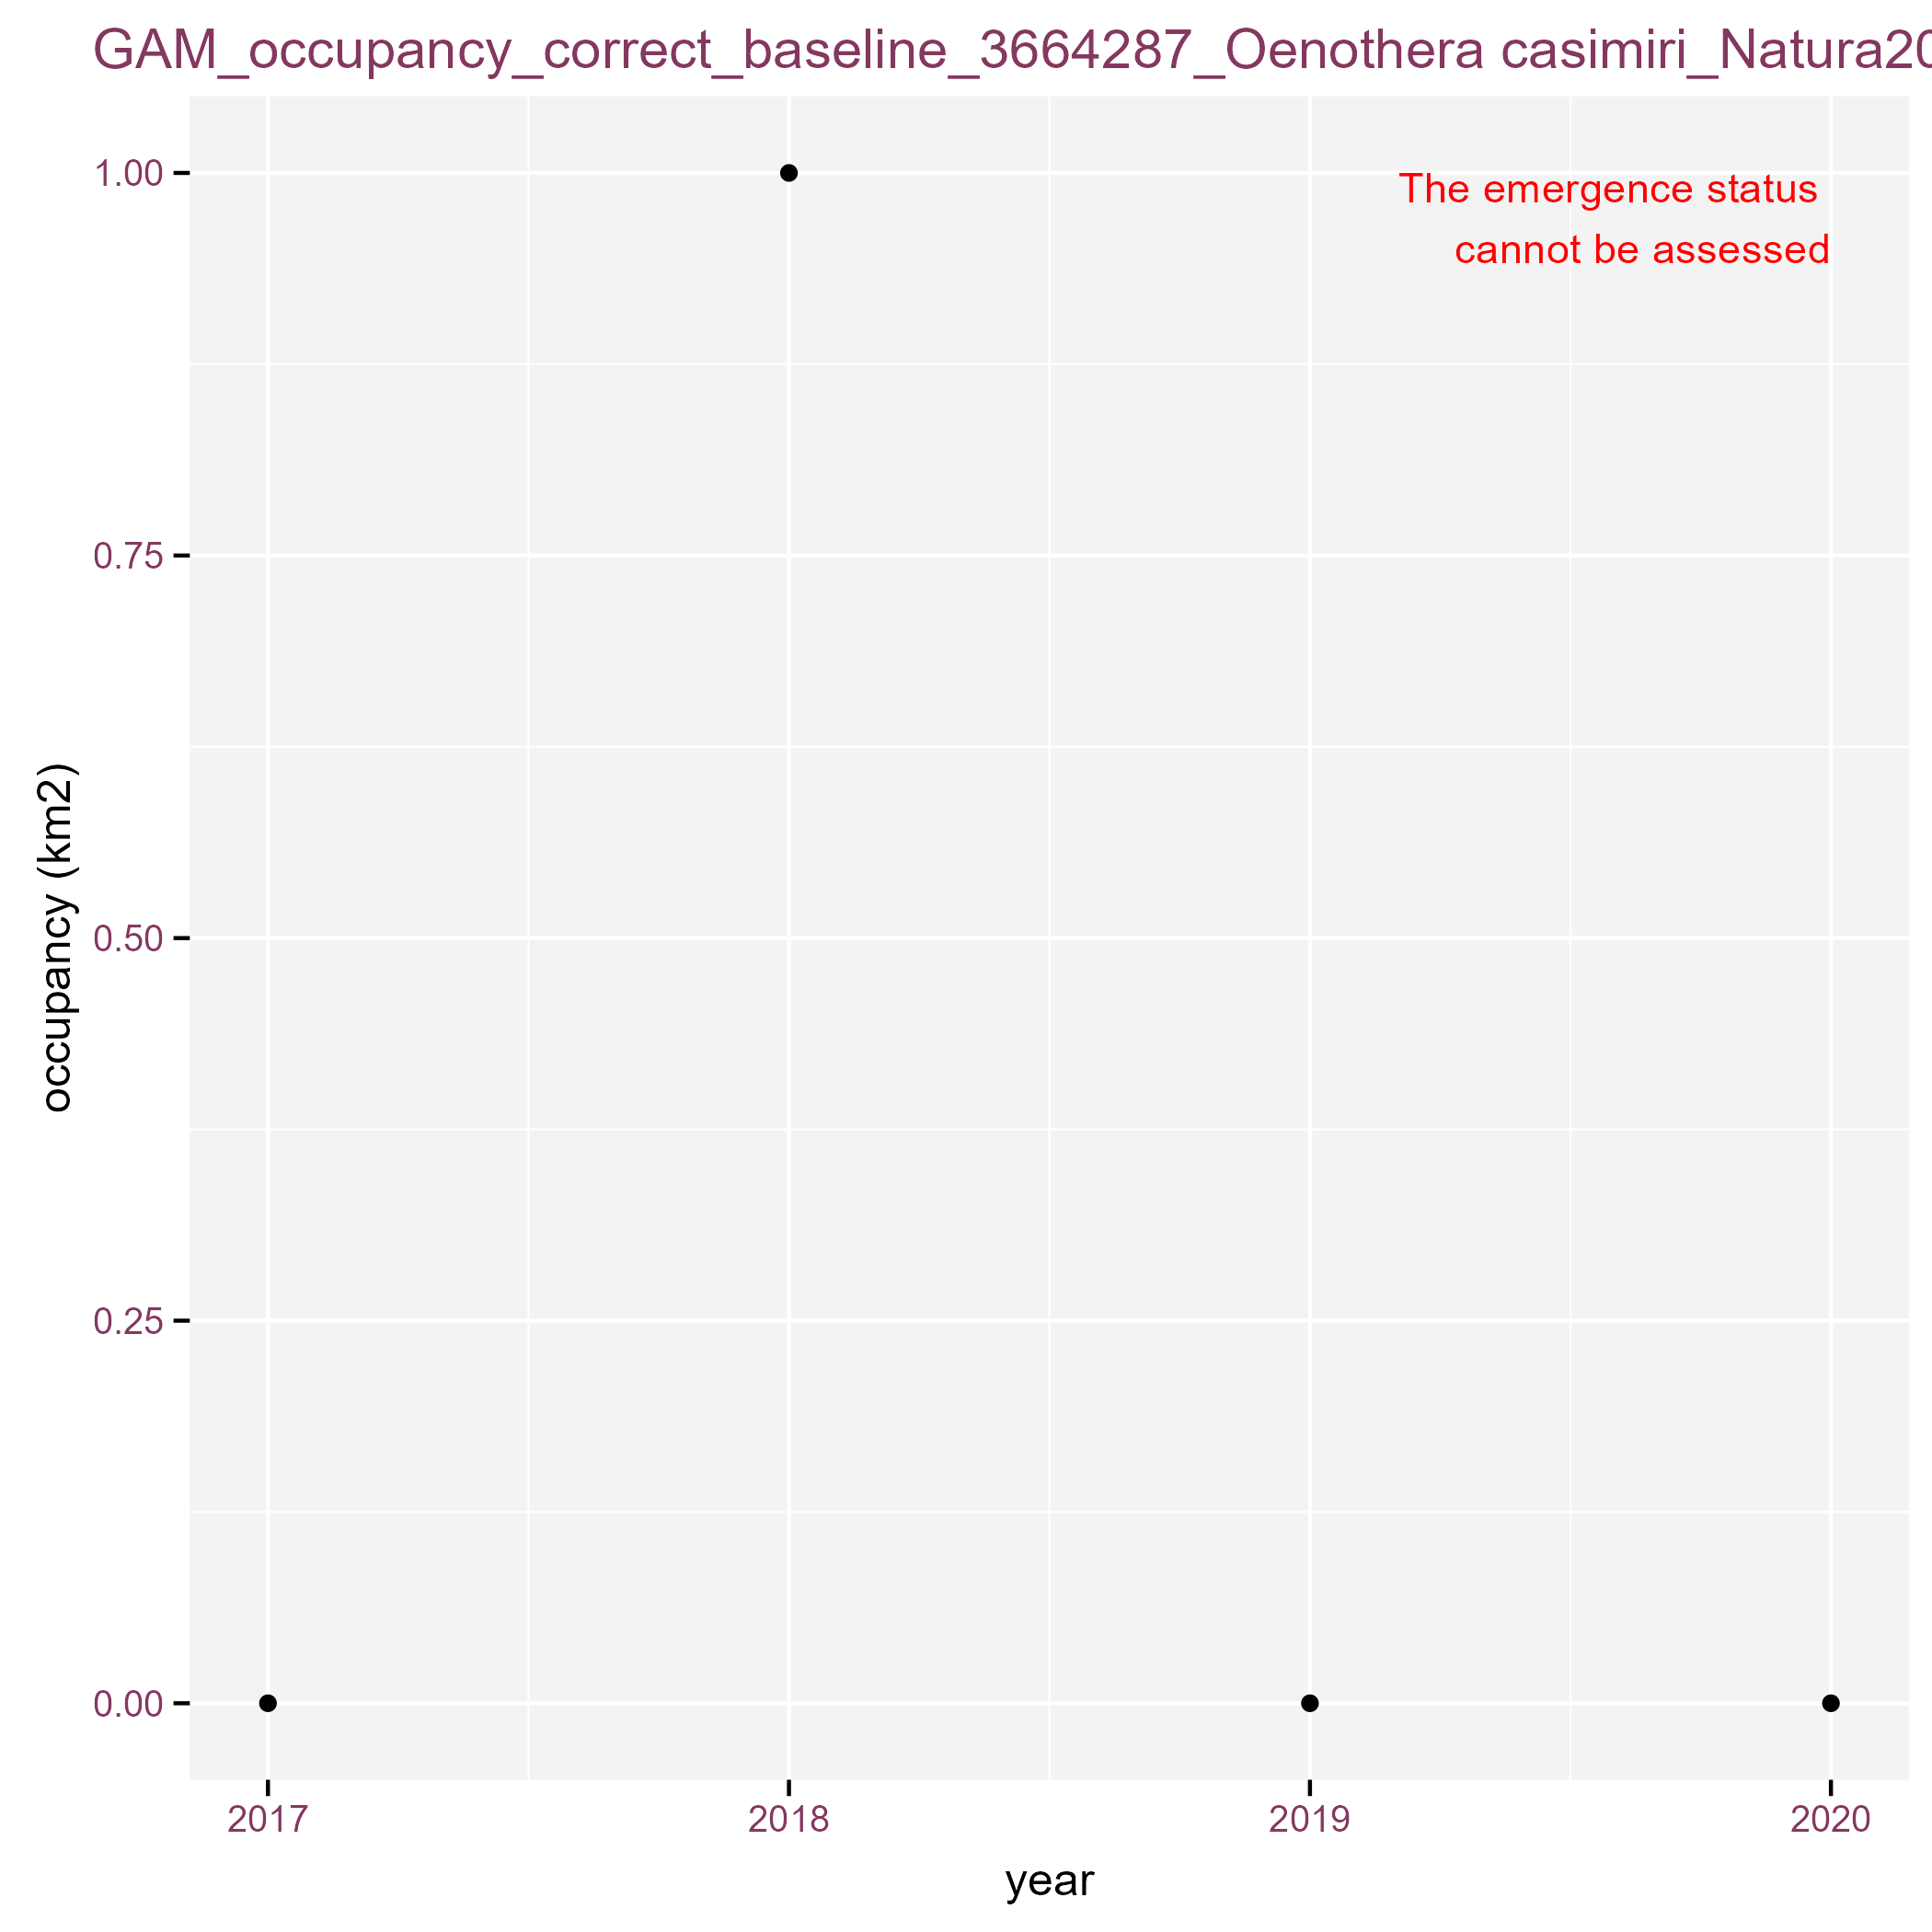 GAM_occupancy_correct_baseline_3664287_Oenothera casimiri_Natura20
The emergence status
cannot be assessed
1.00
0.75
0.50
0.25
0.00
occupancy (km2)
2017 2018 2019 2020
year